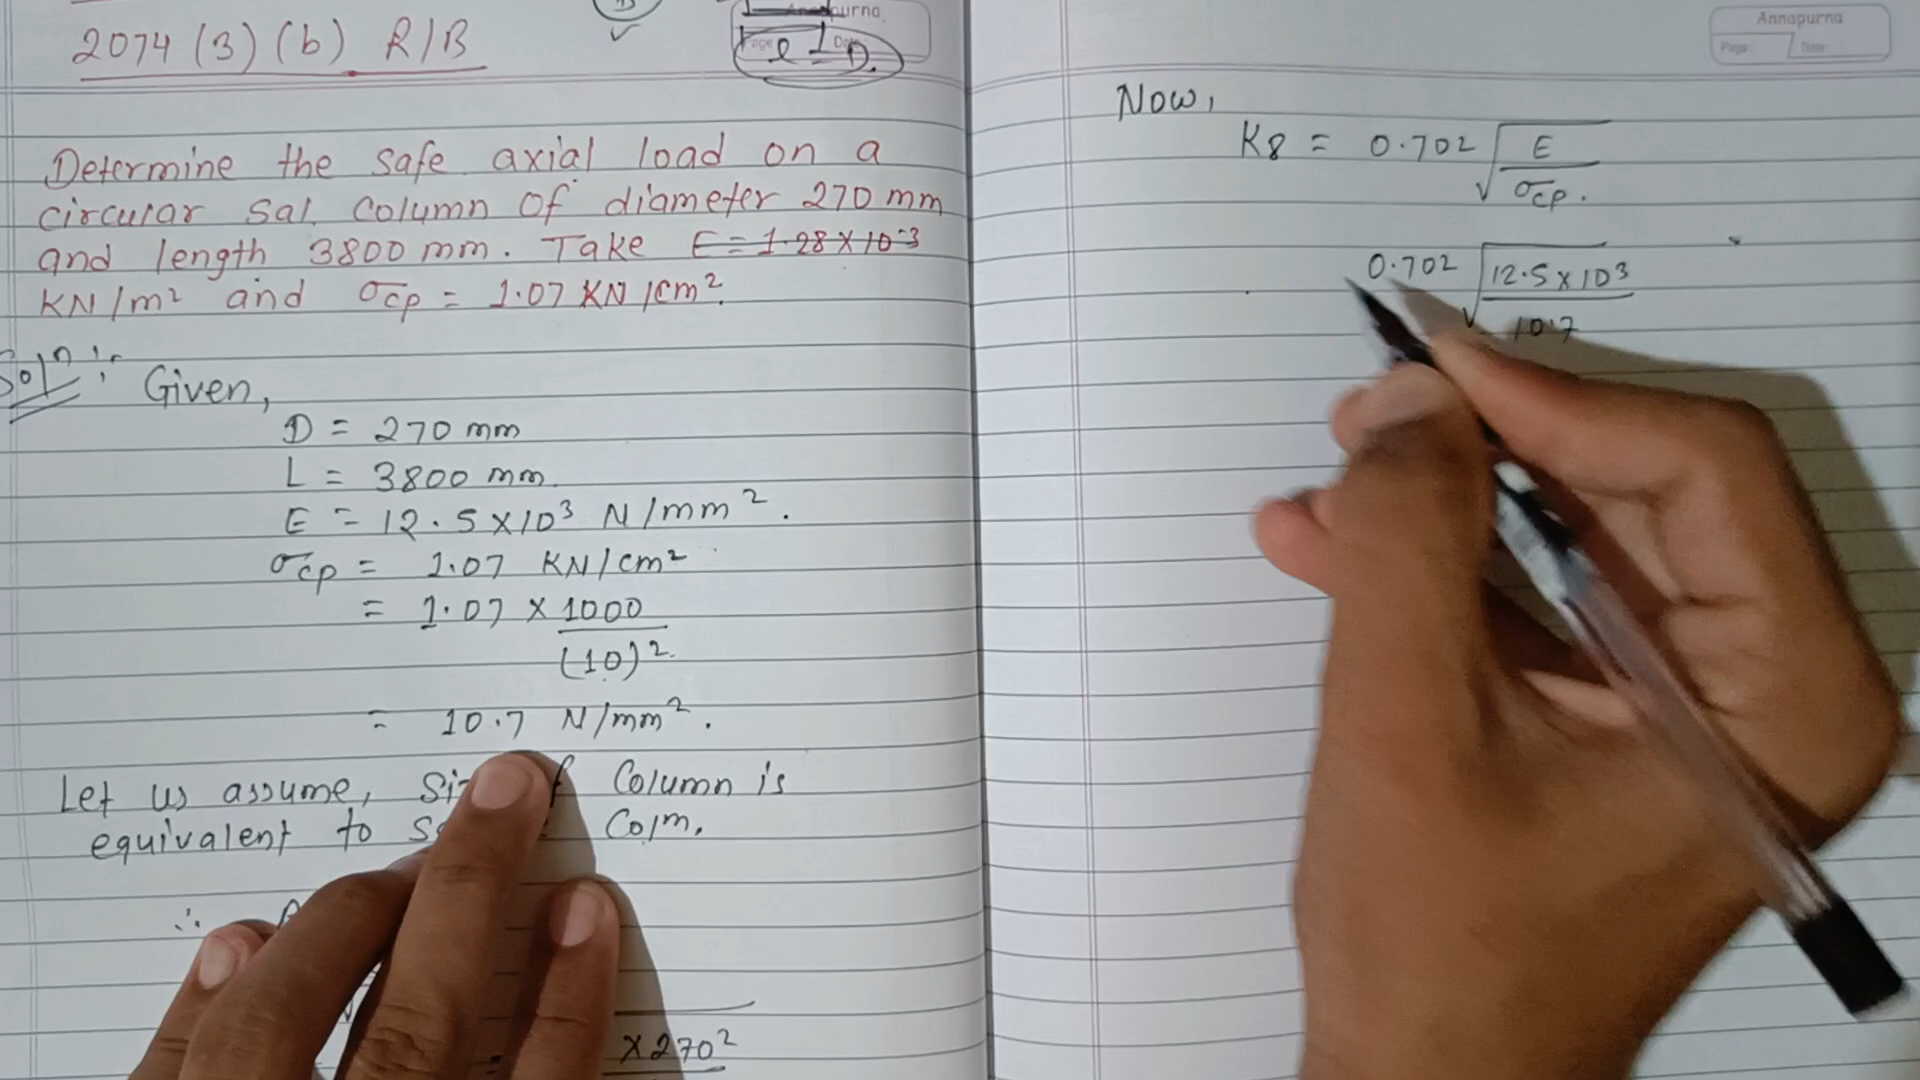 2074 (3) (b) R/B
Determine the safe axial load on a
circular sal column of diameter 270 mm
and length 3800 mm. Take E = 1.28 × 10⁻³
KN/m² and σcp = 1.07 KN/cm².
Solⁿ:
Given,
D = 270 mm
L = 3800 mm.
E = 12.5×10³ N/mm².
σcp = 1.07 KN/cm²
= 1.07 × 1000
(10)².
= 10.7 N/mm².
Let us assume, of Column is
equivalent to Colm.
∴
×270²
Annapurna
Page Date
l D.
Annapurna
Page: Date:
Now,
K8 = 0.702 √ E
σcp.
0.702 √ 12.5×10³
10.7